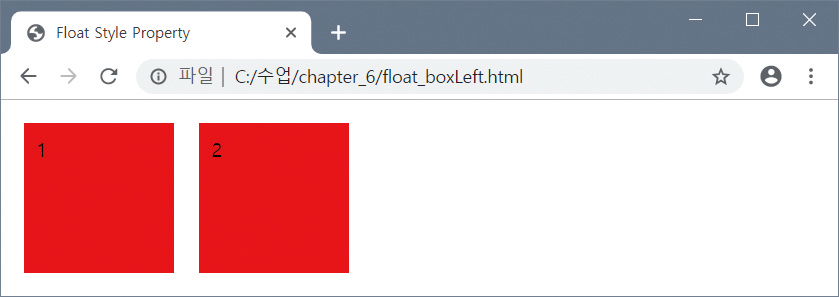 Float Style Property
파일 | C:/수업/chapter_6/float_boxLeft.html
1 2